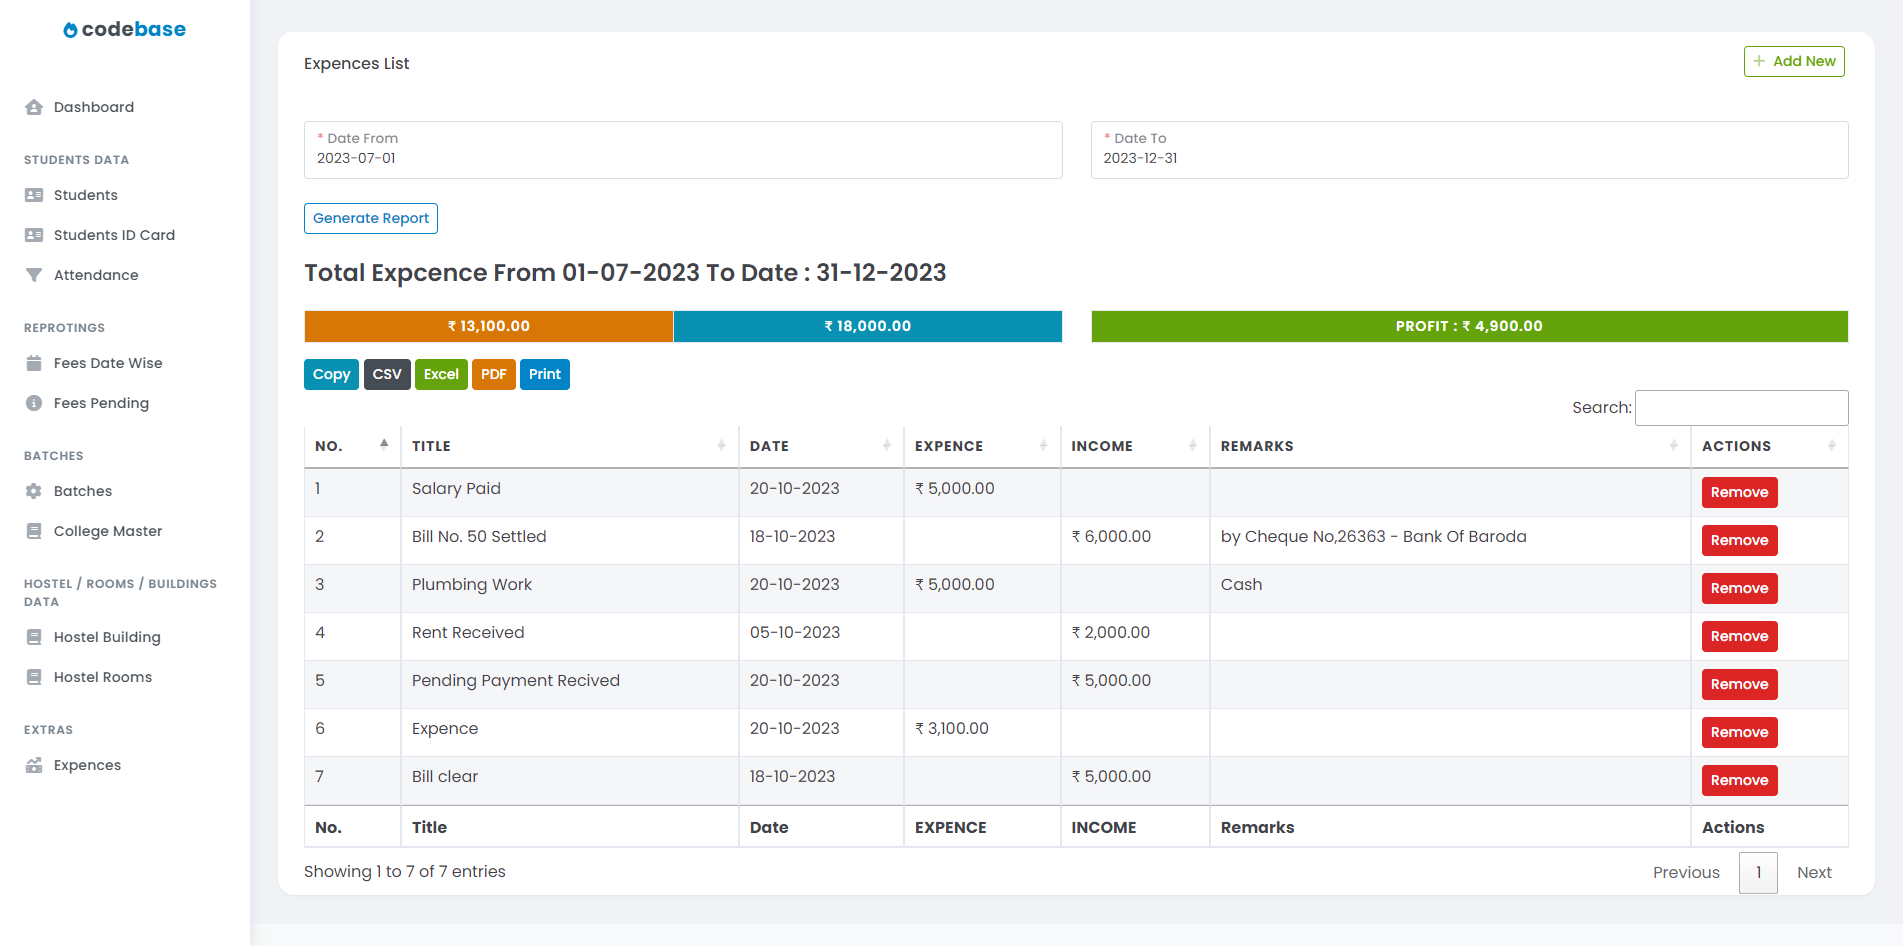 codebase
Dashboard
STUDENTS DATA
Students
Students ID Card
Attendance
REPROTINGS
Fees Date Wise
Fees Pending
BATCHES
Batches
College Master
HOSTEL / ROOMS / BUILDINGS
DATA
Hostel Building
Hostel Rooms
EXTRAS
Expences
Expences List
+ Add New
* Date From
2023-07-01
* Date To
2023-12-31
Generate Report
Total Expcence From 01-07-2023 To Date : 31-12-2023
₹ 13,100.00 ₹ 18,000.00 PROFIT : ₹ 4,900.00
Copy CSV Excel PDF Print
Search:
NO. TITLE DATE EXPENCE INCOME REMARKS ACTIONS
1 Salary Paid 20-10-2023 ₹ 5,000.00 Remove
2 Bill No. 50 Settled 18-10-2023 ₹ 6,000.00 by Cheque No,26363 - Bank Of Baroda Remove
3 Plumbing Work 20-10-2023 ₹ 5,000.00 Cash Remove
4 Rent Received 05-10-2023 ₹ 2,000.00 Remove
5 Pending Payment Recived 20-10-2023 ₹ 5,000.00 Remove
6 Expence 20-10-2023 ₹ 3,100.00 Remove
7 Bill clear 18-10-2023 ₹ 5,000.00 Remove
No. Title Date EXPENCE INCOME Remarks Actions
Showing 1 to 7 of 7 entries
Previous 1 Next